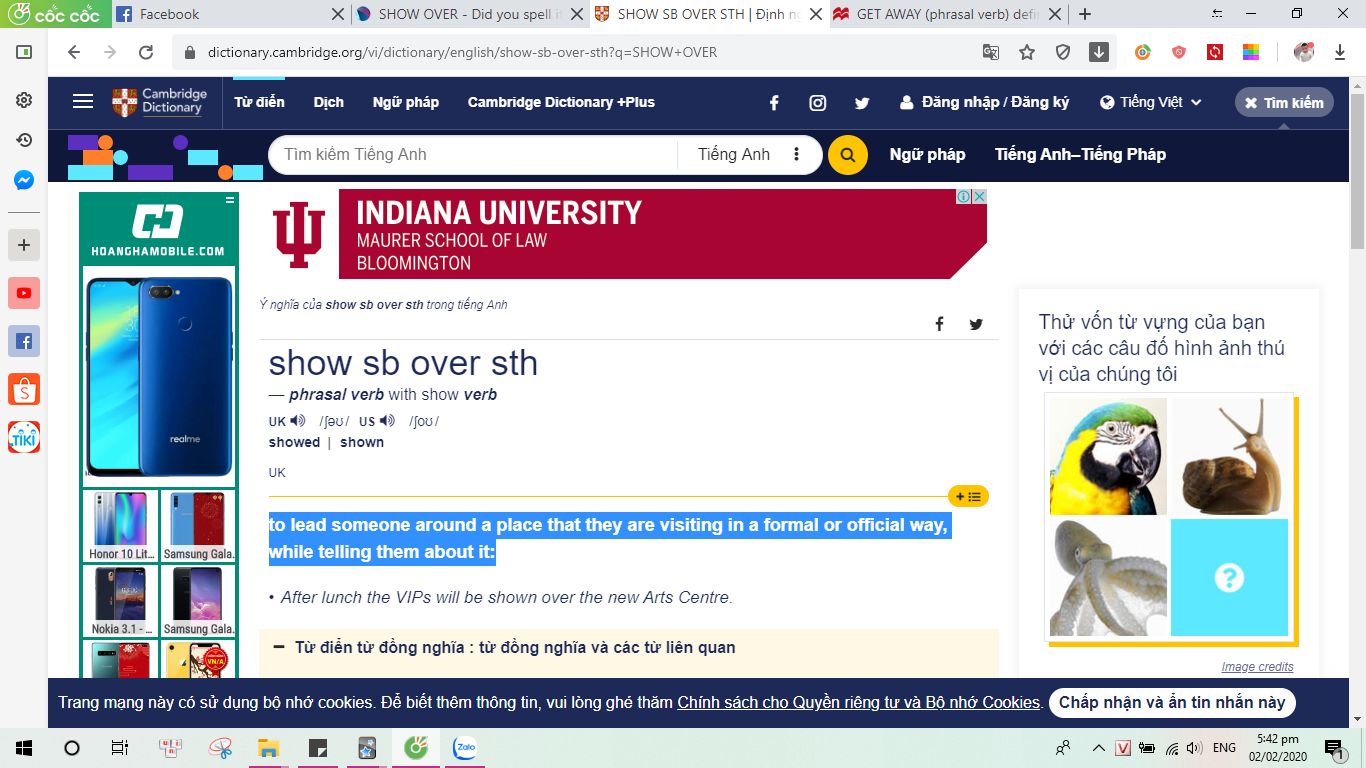 cốc cốc
Facebook
SHOW OVER - Did you spell i
SHOW SB OVER STH | Định n
GET AWAY (phrasal verb) defi
dictionary.cambridge.org/vi/dictionary/english/show-sb-over-sth?q=SHOW+OVER
Cambridge
Dictionary
Từ điển
Dịch
Ngữ pháp
Cambridge Dictionary +Plus
Đăng nhập / Đăng ký
Tiếng Việt
Tìm kiếm
Tìm kiếm Tiếng Anh
Tiếng Anh
Ngữ pháp
Tiếng Anh–Tiếng Pháp
HOANGHAMOBILE.COM
realme
Honor 10 Lit...
Samsung Gala.
Nokia 3.1 - ...
Samsung Gala.
VN/A
INDIANA UNIVERSITY
MAURER SCHOOL OF LAW
BLOOMINGTON
Ý nghĩa của show sb over sth trong tiếng Anh
show sb over sth
— phrasal verb with show verb
UK /ʃəʊ/ US /ʃoʊ/
showed | shown
UK
to lead someone around a place that they are visiting in a formal or official way,
while telling them about it:
• After lunch the VIPs will be shown over the new Arts Centre.
Từ điển từ đồng nghĩa : từ đồng nghĩa và các từ liên quan
Thử vốn từ vựng của bạn
với các câu đố hình ảnh thú
vị của chúng tôi
?
Image credits
Trang mạng này có sử dụng bộ nhớ cookies. Để biết thêm thông tin, vui lòng ghé thăm Chính sách cho Quyền riêng tư và Bộ nhớ Cookies.
Chấp nhận và ẩn tin nhắn này
TIKI
Zalo
ENG
5:42 pm
02/02/2020
1